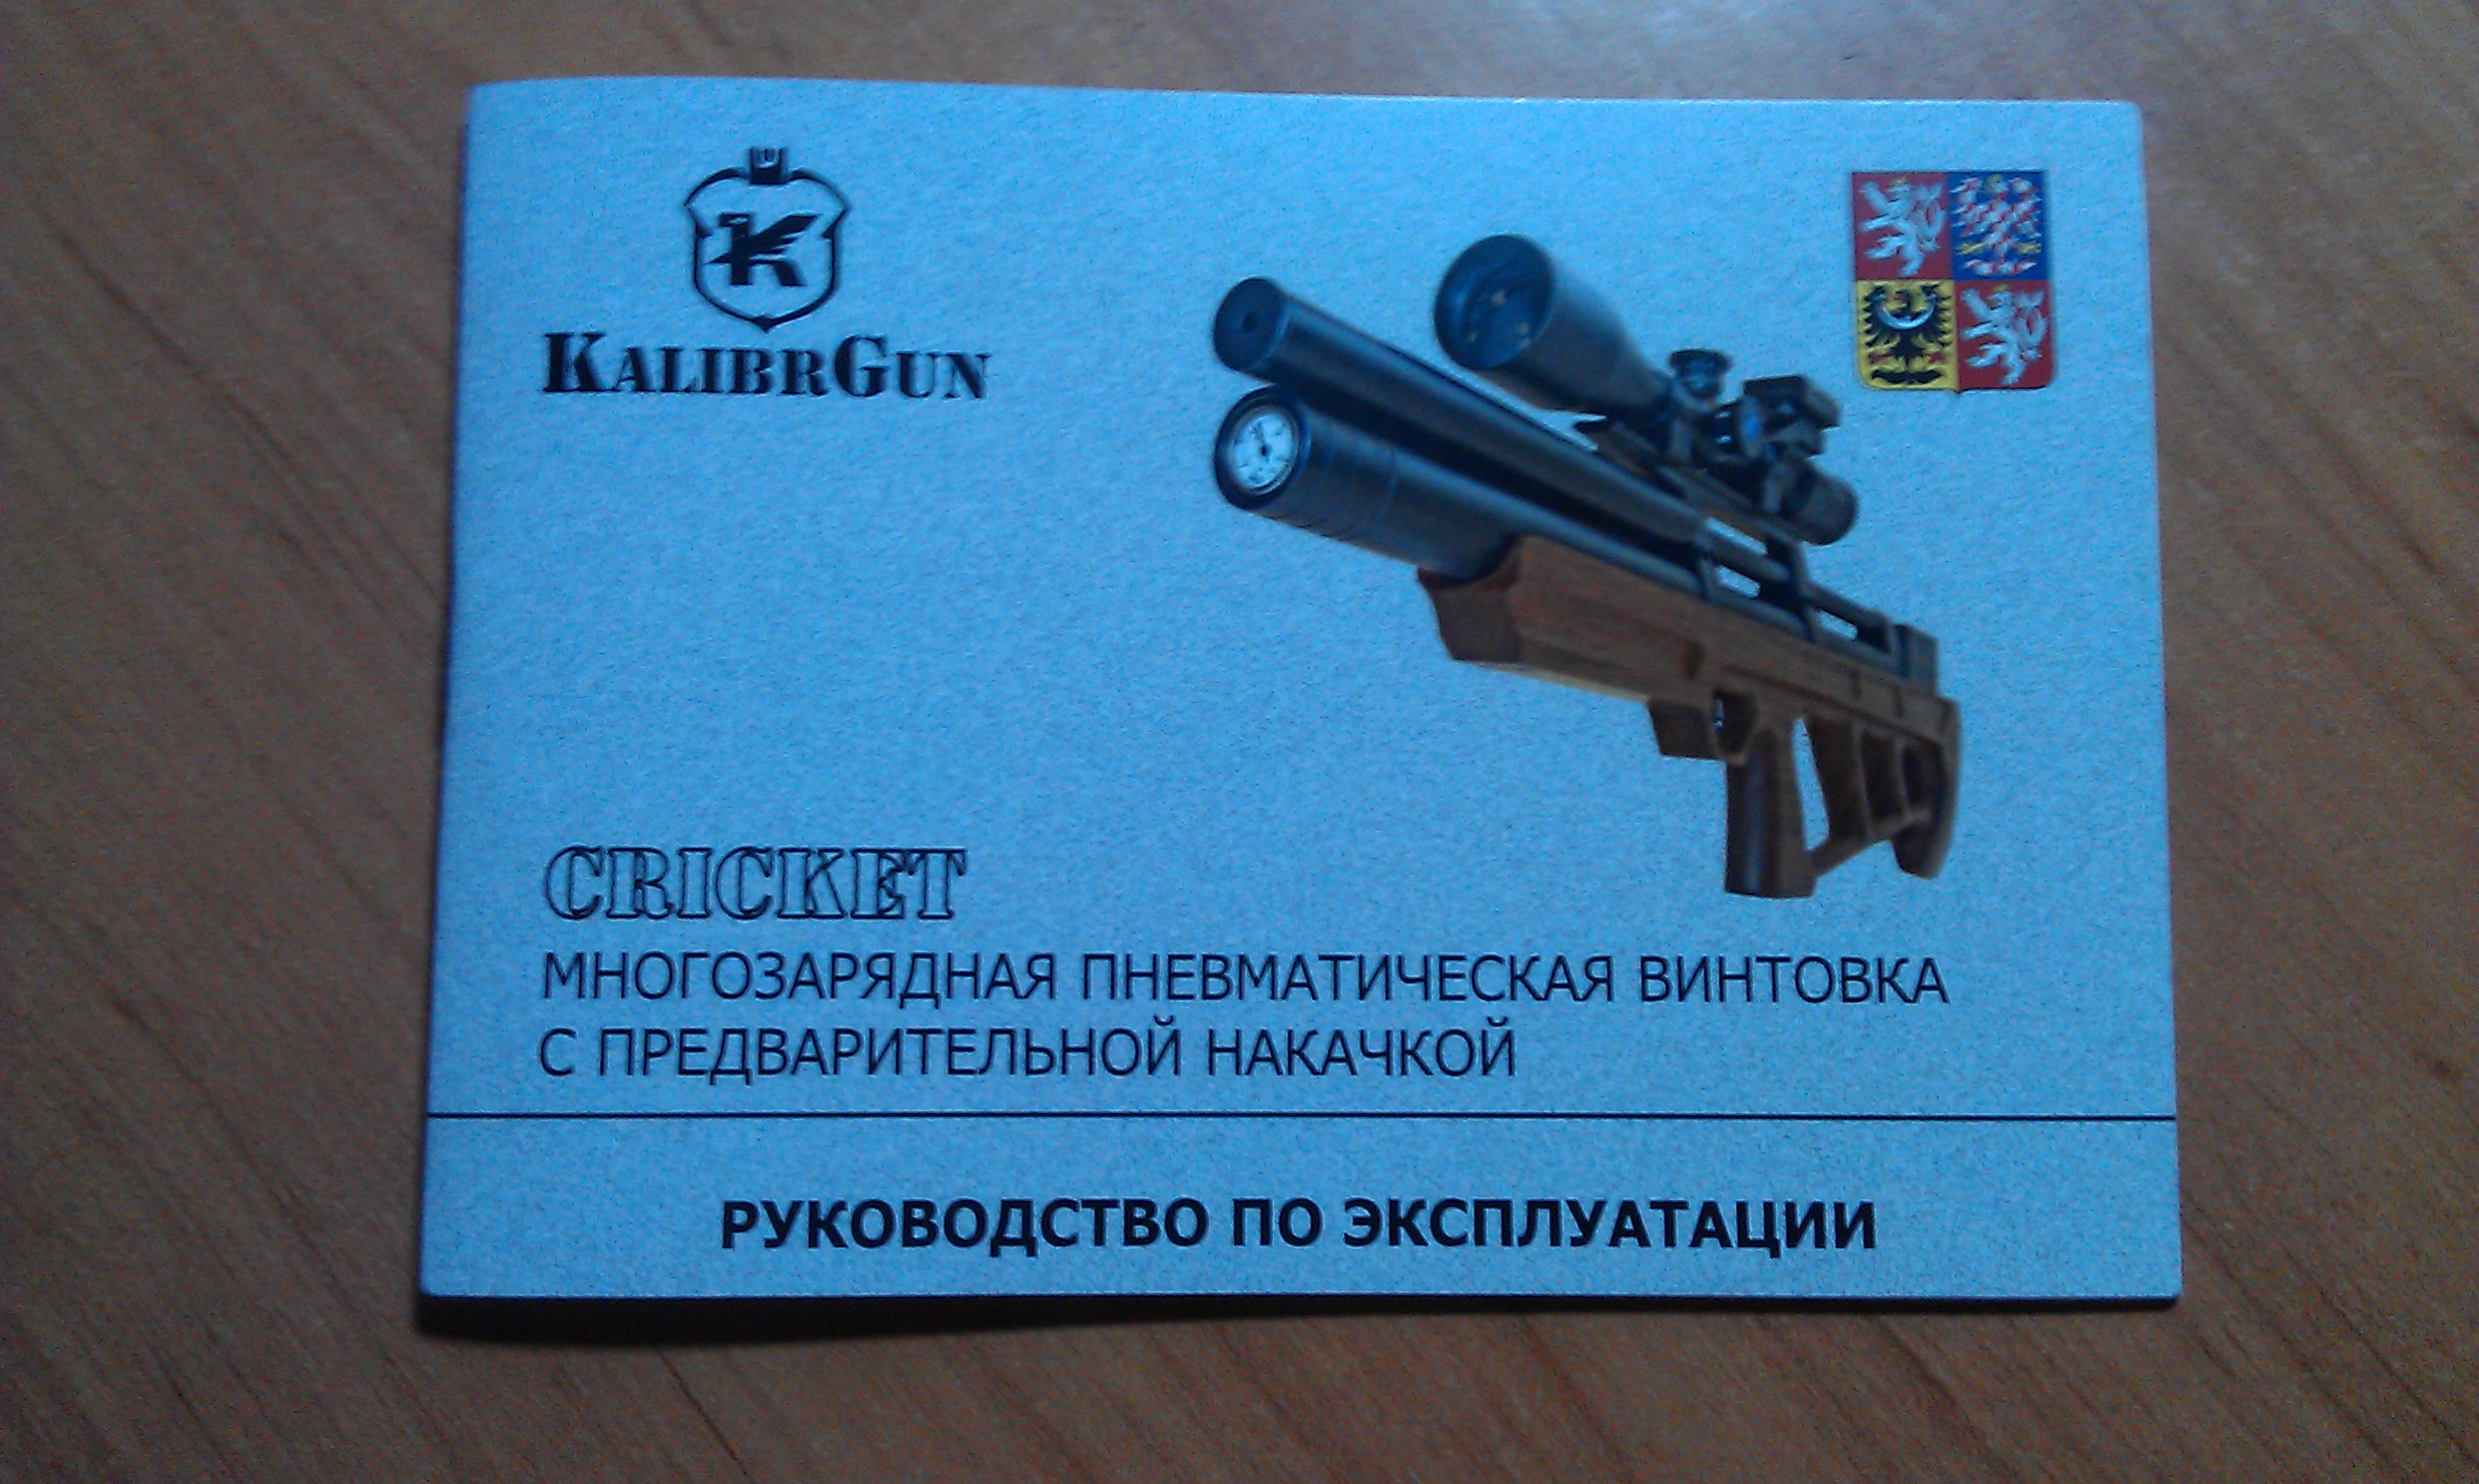 K
KALIBRGUN
CRICKET
МНОГОЗАРЯДНАЯ ПНЕВМАТИЧЕСКАЯ ВИНТОВКА
С ПРЕДВАРИТЕЛЬНОЙ НАКАЧКОЙ
РУКОВОДСТВО ПО ЭКСПЛУАТАЦИИ